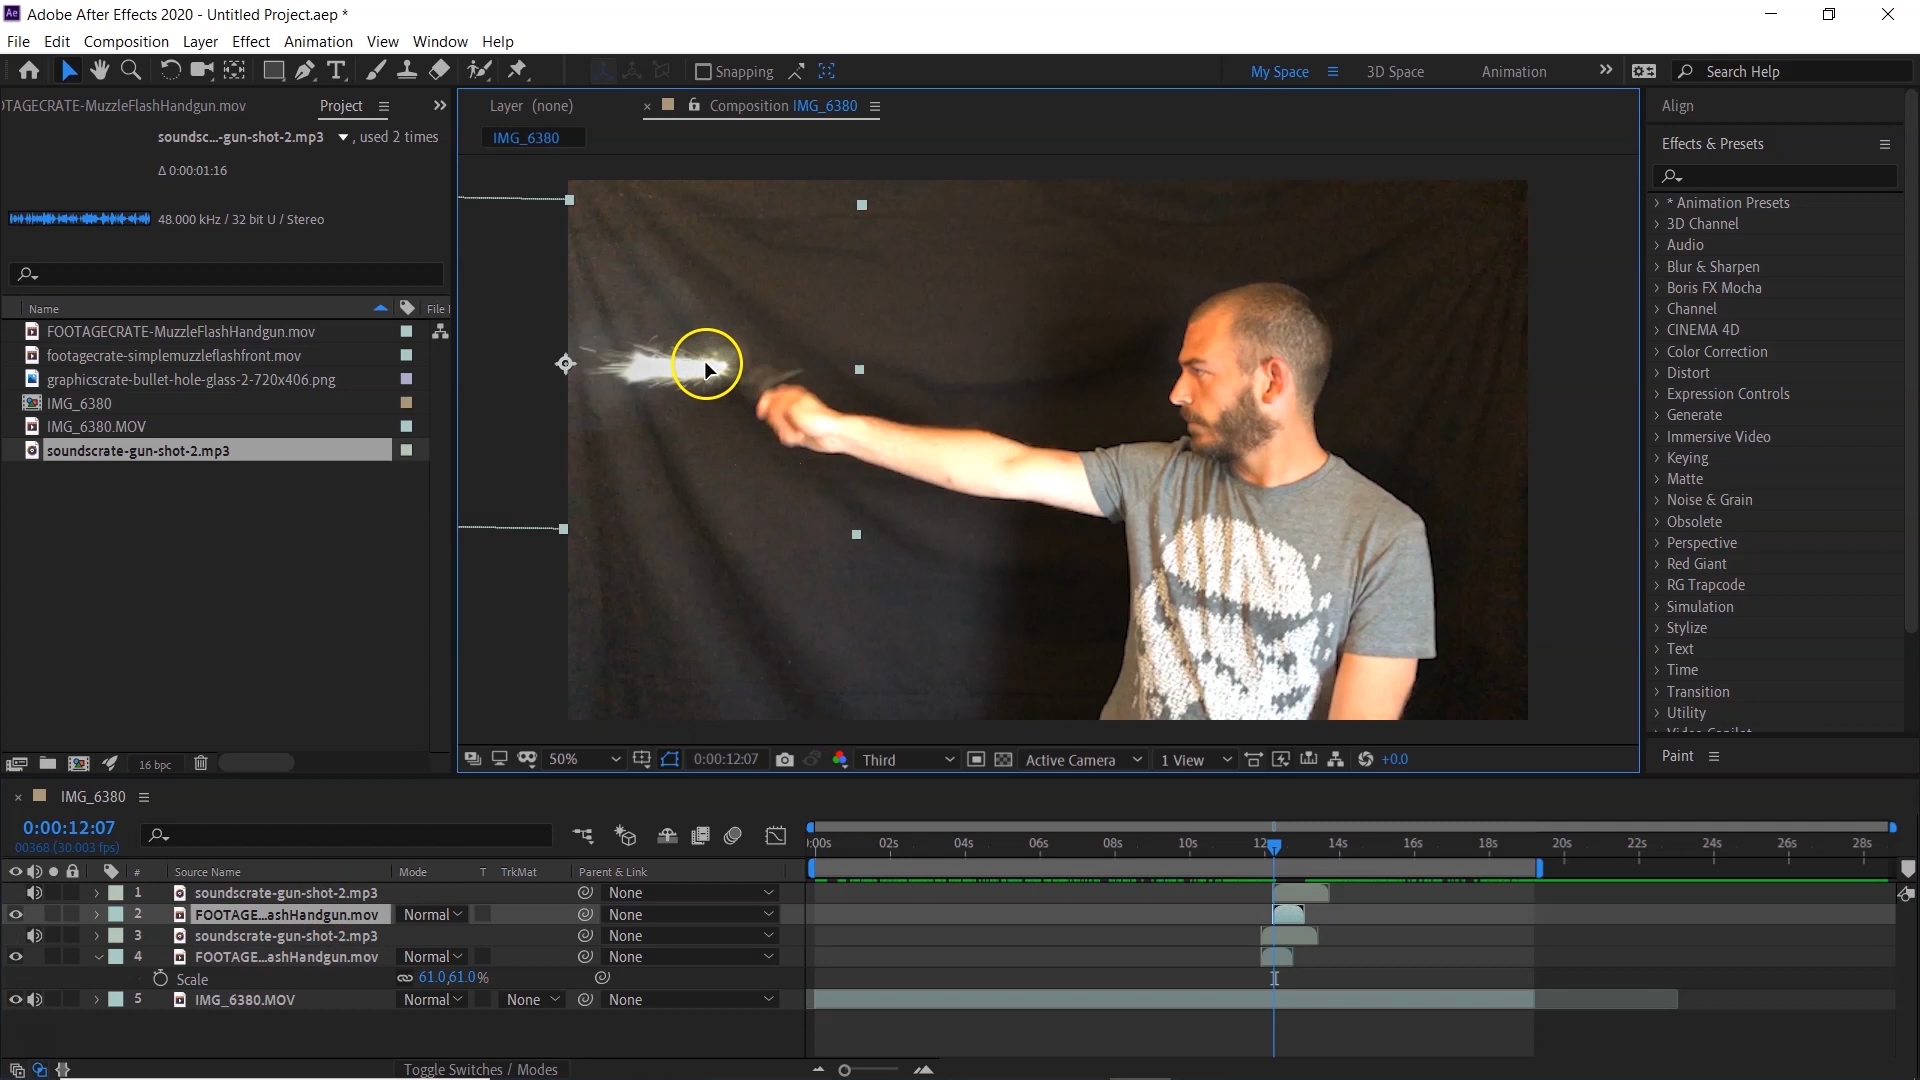 Adobe After Effects 2020 - Untitled Project.aep *
File Edit Composition Layer Effect Animation View Window Help
Snapping My Space 3D Space Animation Search Help
OTAGECRATE-MuzzleFlashHandgun.mov Project
soundsc...-gun-shot-2.mp3 , used 2 times
Δ 0:00:01:16
48.000 kHz / 32 bit U / Stereo
Name File
FOOTAGECRATE-MuzzleFlashHandgun.mov
footagecrate-simplemuzzleflashfront.mov
graphicscrate-bullet-hole-glass-2-720x406.png
IMG_6380
IMG_6380.MOV
soundscrate-gun-shot-2.mp3
16 bpc
Layer (none) Composition IMG_6380
IMG_6380
50% 0:00:12:07 Third Active Camera 1 View +0.0
Align
Effects & Presets
* Animation Presets
3D Channel
Audio
Blur & Sharpen
Boris FX Mocha
Channel
CINEMA 4D
Color Correction
Distort
Expression Controls
Generate
Immersive Video
Keying
Matte
Noise & Grain
Obsolete
Perspective
Red Giant
RG Trapcode
Simulation
Stylize
Text
Time
Transition
Utility
Video Copilot
Paint
IMG_6380
0:00:12:07
00368 (30.003 fps)
:00s 02s 04s 06s 08s 10s 12s 14s 16s 18s 20s 22s 24s 26s 28s
# Source Name Mode T TrkMat Parent & Link
1 soundscrate-gun-shot-2.mp3 None
2 FOOTAGE...ashHandgun.mov Normal None
3 soundscrate-gun-shot-2.mp3 None
4 FOOTAGE...ashHandgun.mov Normal None
Scale 61.0,61.0%
5 IMG_6380.MOV Normal None None
Toggle Switches / Modes